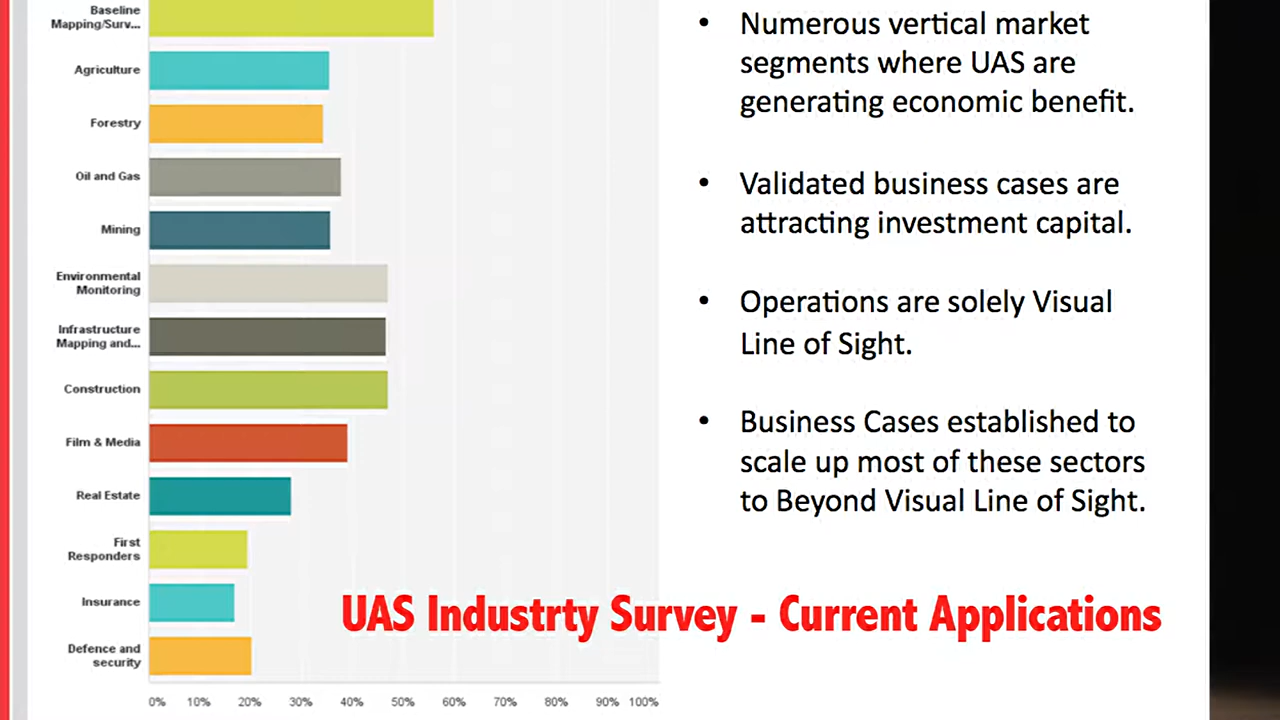 Baseline
Mapping/Surv...
Agriculture
Forestry
Oil and Gas
Mining
Environmental
Monitoring
Infrastructure
Mapping and...
Construction
Film & Media
Real Estate
First
Responders
Insurance
Defence and
security
0% 10% 20% 30% 40% 50% 60% 70% 80% 90% 100%
• Numerous vertical market
segments where UAS are
generating economic benefit.
• Validated business cases are
attracting investment capital.
• Operations are solely Visual
Line of Sight.
• Business Cases established to
scale up most of these sectors
to Beyond Visual Line of Sight.
UAS Industrty Survey - Current Applications